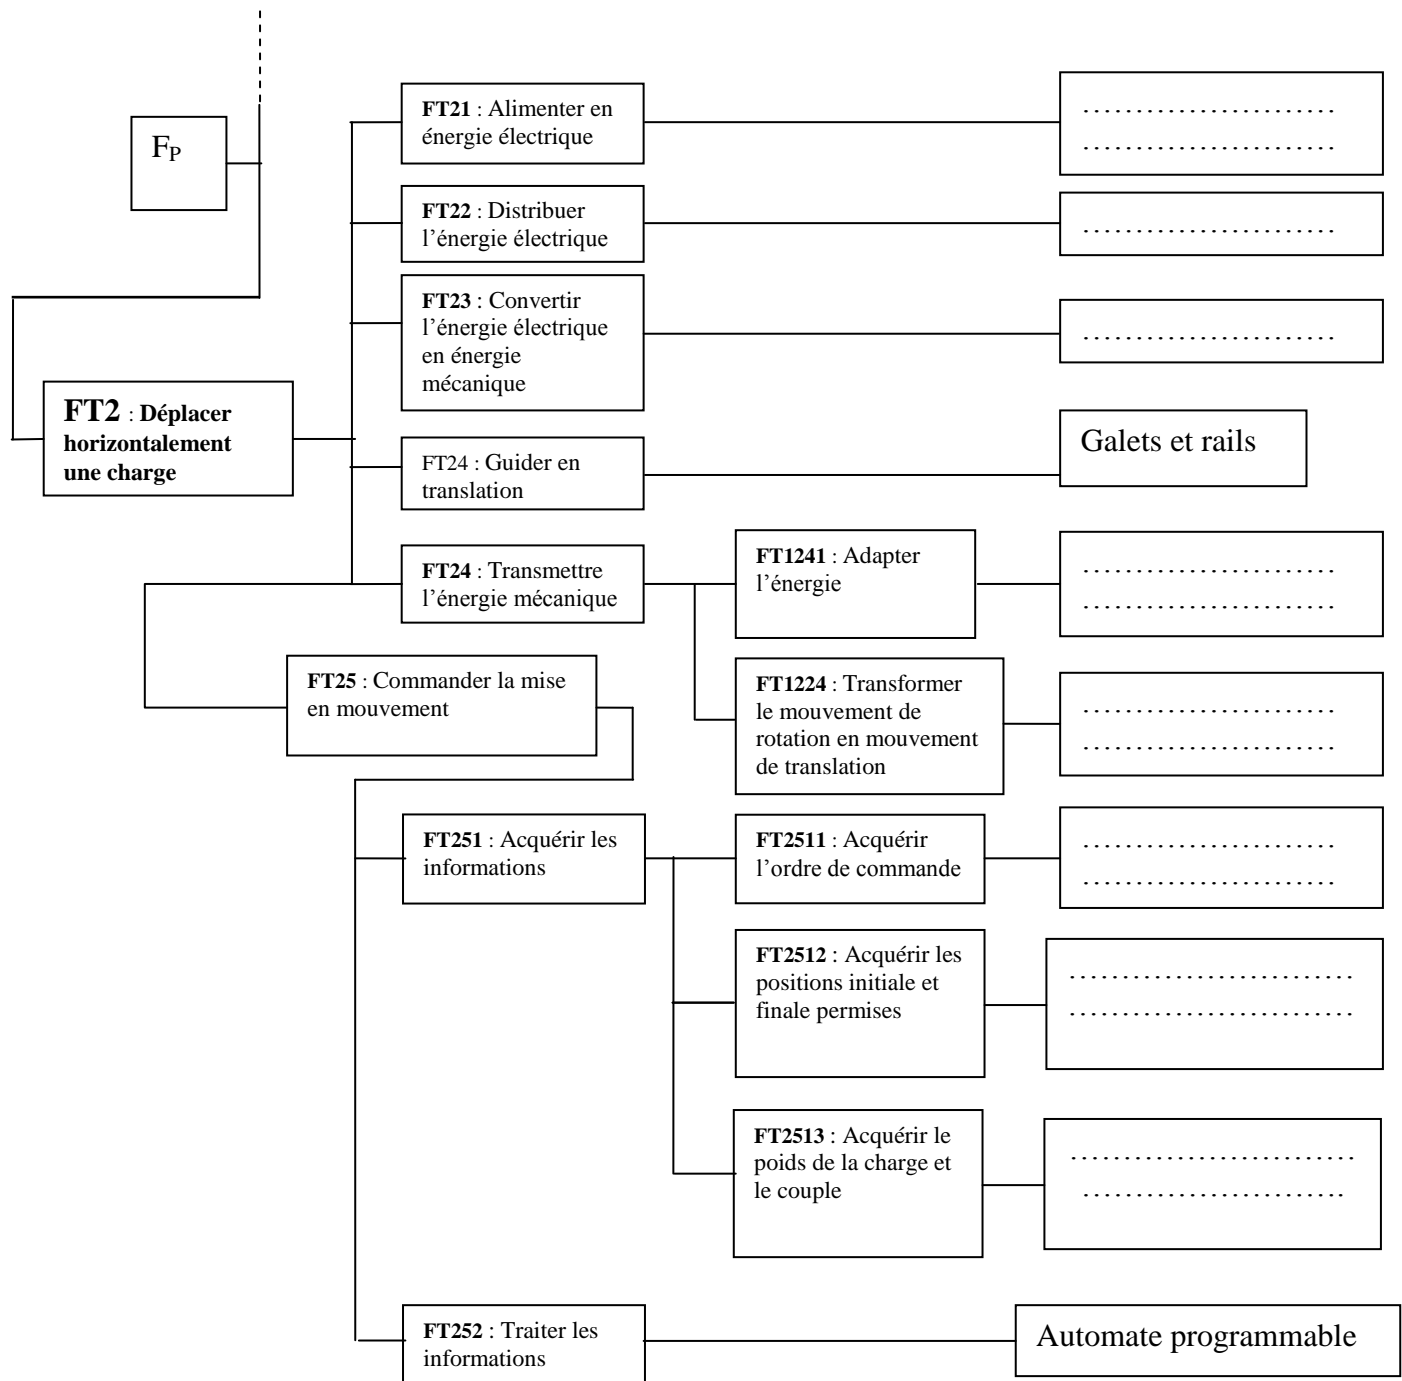 F_P
FT21 : Alimenter en
énergie électrique
........................
........................
FT22 : Distribuer
l’énergie électrique
........................
FT23 : Convertir
l’énergie électrique
en énergie
mécanique
........................
FT2 : Déplacer
horizontalement
une charge
FT24 : Guider en
translation
Galets et rails
FT24 : Transmettre
l’énergie mécanique
FT1241 : Adapter
l’énergie
........................
........................
FT25 : Commander la mise
en mouvement
FT1224 : Transformer
le mouvement de
rotation en mouvement
de translation
........................
........................
FT251 : Acquérir les
informations
FT2511 : Acquérir
l’ordre de commande
........................
........................
FT2512 : Acquérir les
positions initiale et
finale permises
...........................
...........................
FT2513 : Acquérir le
poids de la charge et
le couple
...........................
.........................
FT252 : Traiter les
informations
Automate programmable